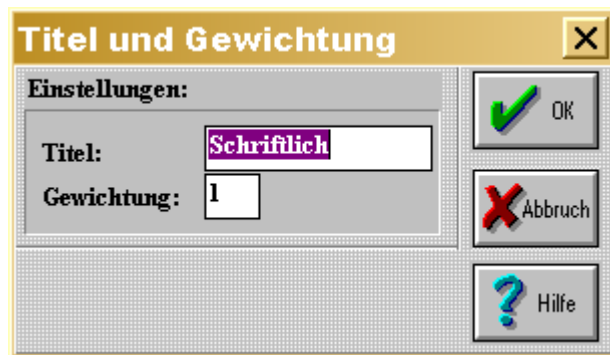 Titel und Gewichtung
Einstellungen:
OK
Titel: Schriftlich
Gewichtung: 1
Abbruch
Hilfe